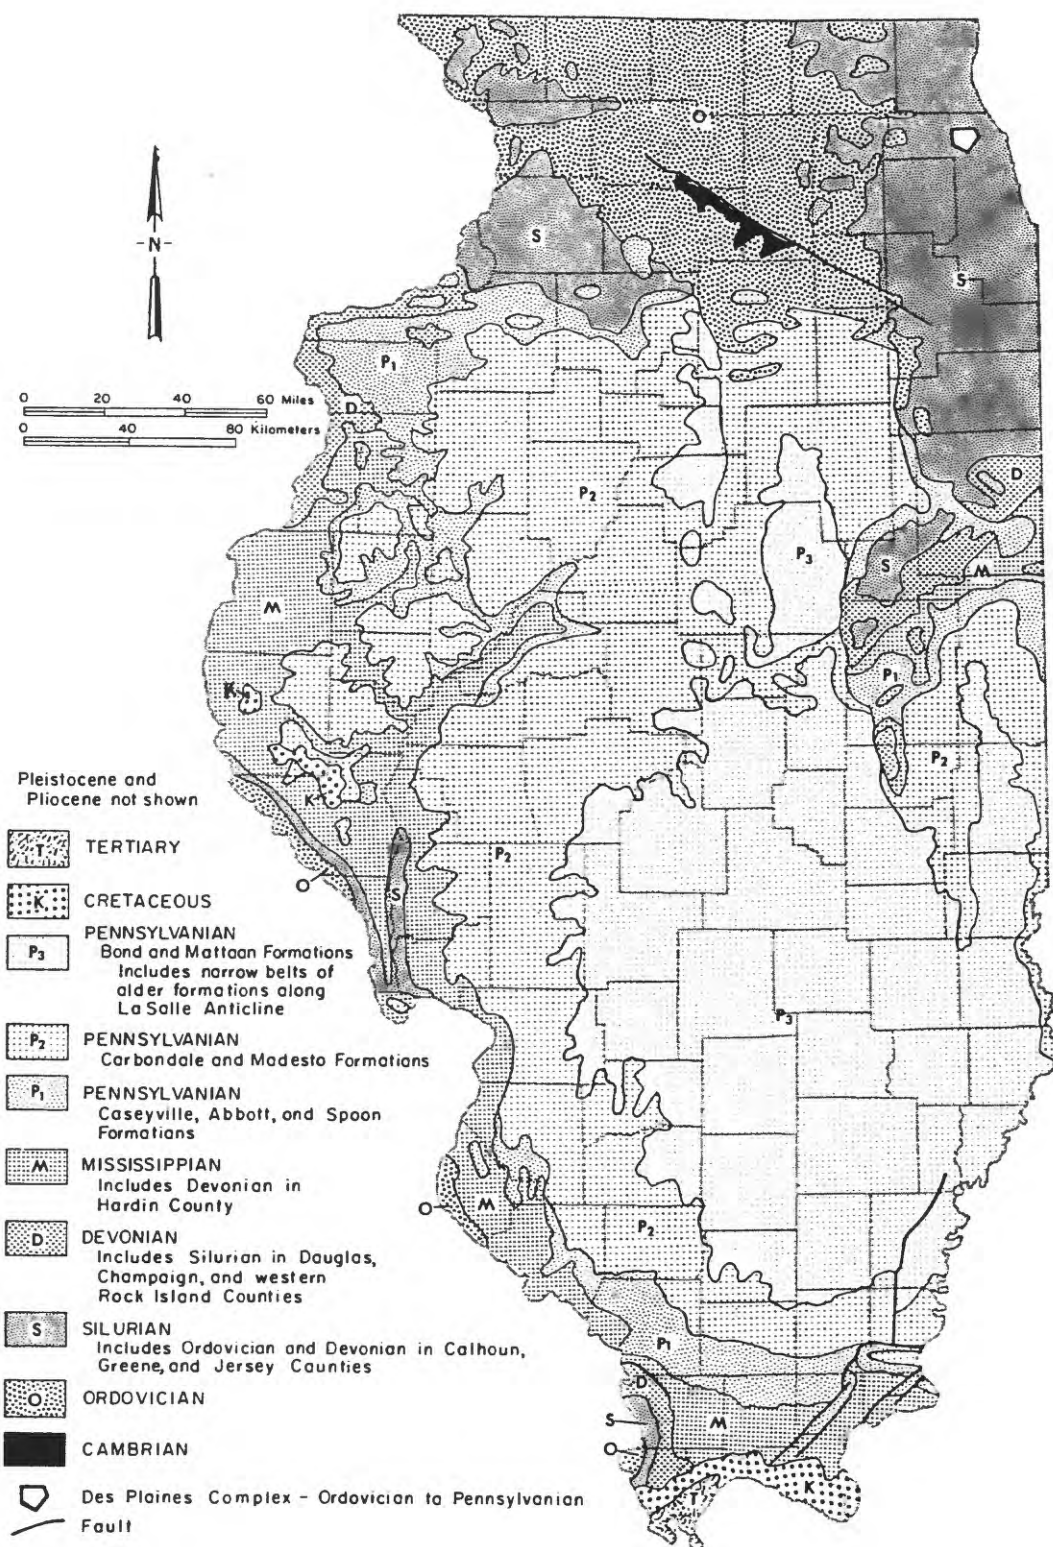 O
-N-
S
S
P₁
0 20 40 60 Miles
D
0 40 80 Kilometers
P₂
D
P₃
S
M
M
P₁
K
P₂
Pleistocene and
Pliocene not shown
K
T TERTIARY
P₂
O
S
K CRETACEOUS
P₃ PENNSYLVANIAN
Bond and Mattoon Formations
Includes narrow belts of
older formations along
La Salle Anticline
P₃
P₂ PENNSYLVANIAN
Carbondale and Modesto Formations
P₁ PENNSYLVANIAN
Caseyville, Abbott, and Spoon
Formations
M MISSISSIPPIAN
Includes Devonian in
Hardin County
M
O
P₂
D DEVONIAN
Includes Silurian in Douglas,
Champaign, and western
Rock Island Counties
S SILURIAN
Includes Ordovician and Devonian in Calhoun,
Greene, and Jersey Counties
P₁
D
O ORDOVICIAN
S
M
O
CAMBRIAN
K
T
Des Plaines Complex - Ordovician to Pennsylvanian
Fault